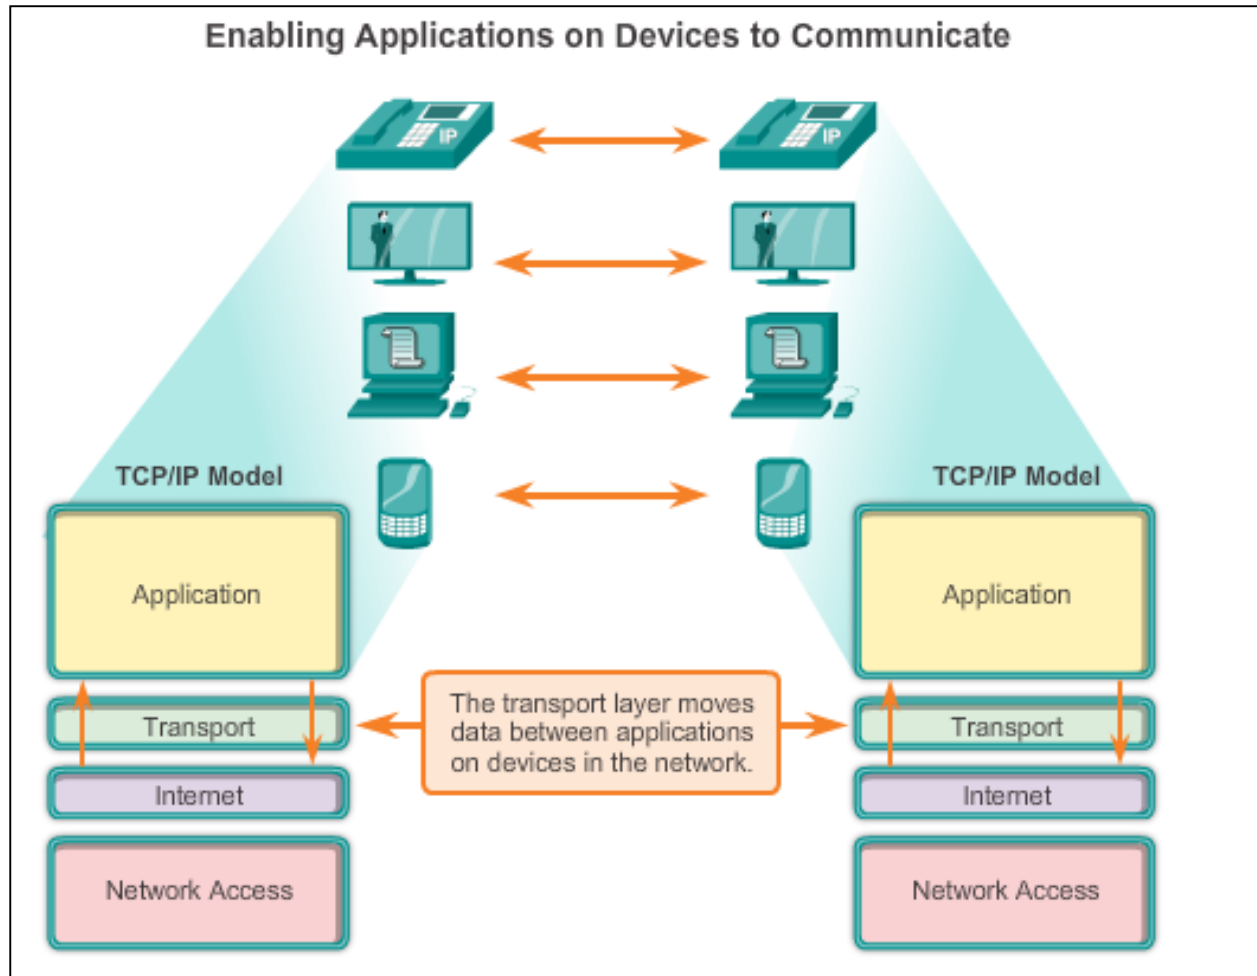 Enabling Applications on Devices to Communicate
IP
IP
TCP/IP Model
TCP/IP Model
Application
Application
The transport layer moves
data between applications
on devices in the network.
Transport
Transport
Internet
Internet
Network Access
Network Access